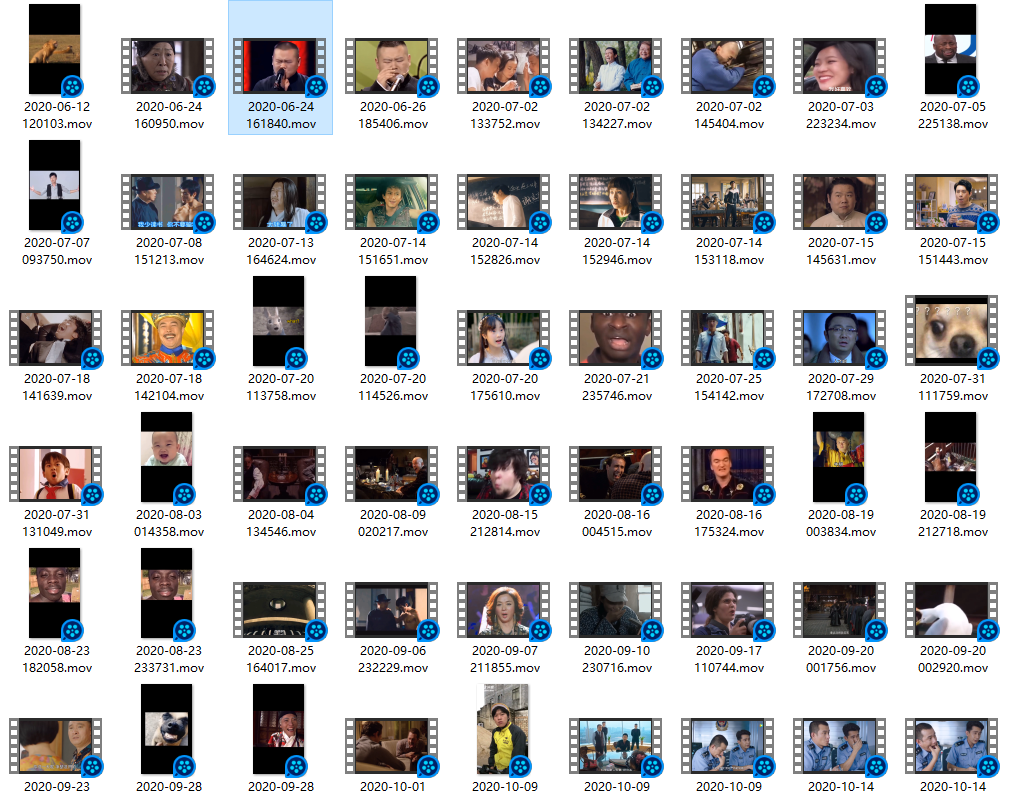 2020-06-12
120103.mov
2020-06-24
160950.mov
2020-06-24
161840.mov
2020-06-26
185406.mov
2020-07-02
133752.mov
2020-07-02
134227.mov
2020-07-02
145404.mov
2020-07-03
223234.mov
2020-07-05
225138.mov
2020-07-07
093750.mov
2020-07-08
151213.mov
2020-07-13
164624.mov
2020-07-14
151651.mov
2020-07-14
152826.mov
2020-07-14
152946.mov
2020-07-14
153118.mov
2020-07-15
145631.mov
2020-07-15
151443.mov
2020-07-18
141639.mov
2020-07-18
142104.mov
2020-07-20
113758.mov
2020-07-20
114526.mov
2020-07-20
175610.mov
2020-07-21
235746.mov
2020-07-25
154142.mov
2020-07-29
172708.mov
2020-07-31
111759.mov
2020-07-31
131049.mov
2020-08-03
014358.mov
2020-08-04
134546.mov
2020-08-09
020217.mov
2020-08-15
212814.mov
2020-08-16
004515.mov
2020-08-16
175324.mov
2020-08-19
003834.mov
2020-08-19
212718.mov
2020-08-23
182058.mov
2020-08-23
233731.mov
2020-08-25
164017.mov
2020-09-06
232229.mov
2020-09-07
211855.mov
2020-09-10
230716.mov
2020-09-17
110744.mov
2020-09-20
001756.mov
2020-09-20
002920.mov
2020-09-23
2020-09-28
2020-09-28
2020-10-01
2020-10-09
2020-10-09
2020-10-09
2020-10-14
2020-10-14